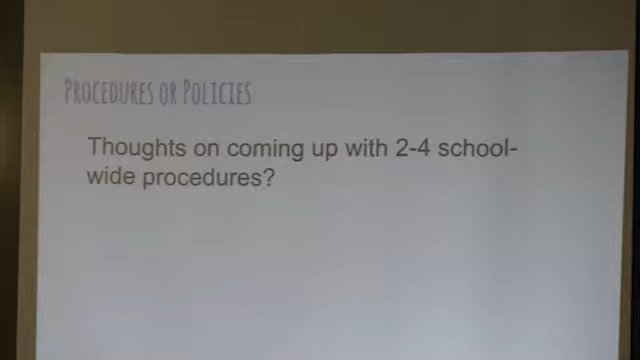 PROCEDURES OR POLICIES
Thoughts on coming up with 2-4 school-
wide procedures?